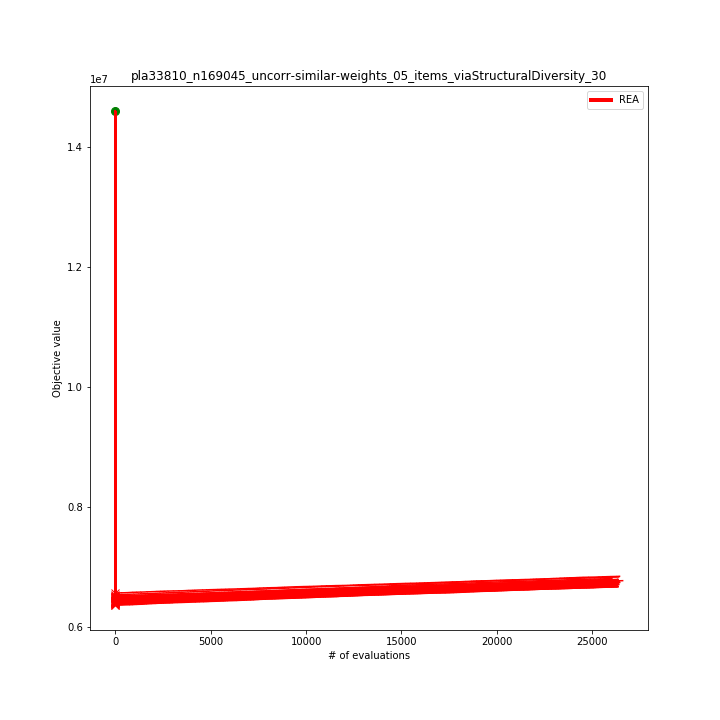 pla33810_n169045_uncorr-similar-weights_05_items_viaStructuralDiversity_30
1e7
REA
1.4
1.2
1.0
0.8
0.6
Objective value
0
5000
10000
15000
20000
25000
# of evaluations